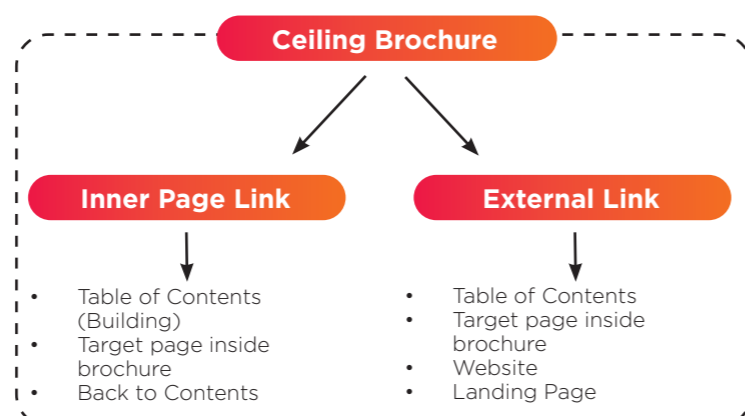 Ceiling Brochure
Inner Page Link
• Table of Contents
(Building)
• Target page inside
brochure
• Back to Contents
External Link
• Table of Contents
• Target page inside
brochure
• Website
• Landing Page